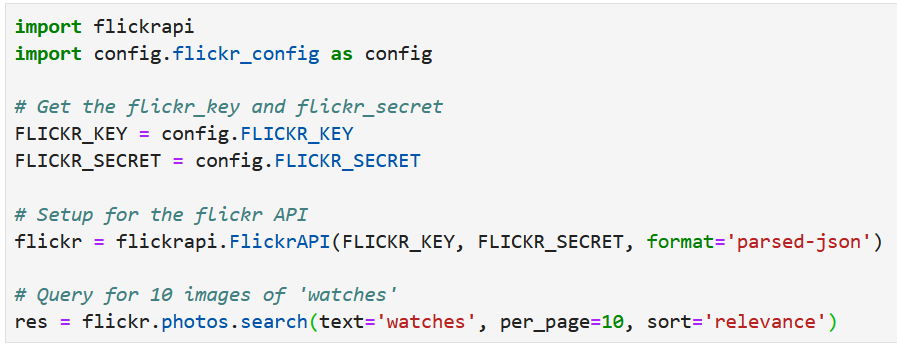 import flickrapi
import config.flickr_config as config
# Get the flickr_key and flickr_secret
FLICKR_KEY = config.FLICKR_KEY
FLICKR_SECRET = config.FLICKR_SECRET
# Setup for the flickr API
flickr = flickrapi.FlickrAPI(FLICKR_KEY, FLICKR_SECRET, format='parsed-json')
# Query for 10 images of 'watches'
res = flickr.photos.search(text='watches', per_page=10, sort='relevance')